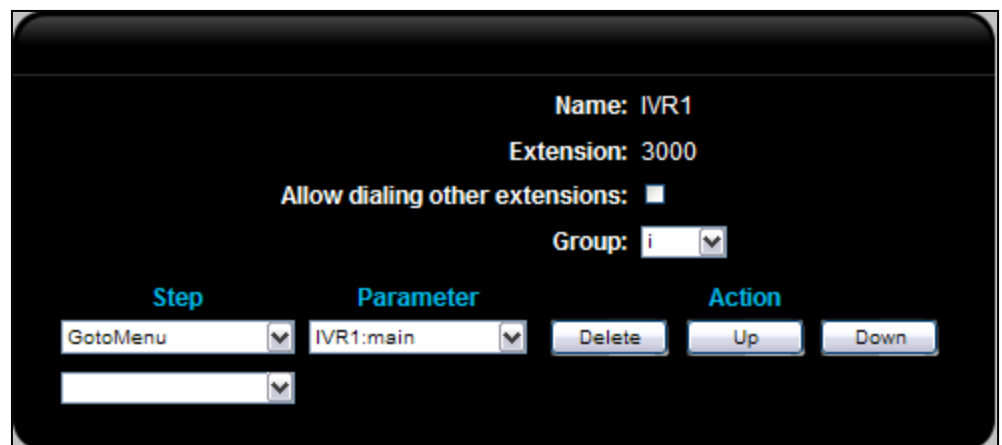 Name: IVR1
Extension: 3000
Allow dialing other extensions:
Group: i
Step Parameter Action
GotoMenu IVR1:main Delete Up Down